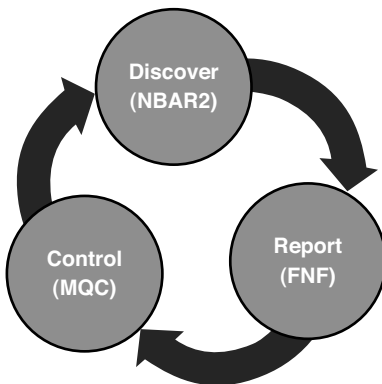 Discover
(NBAR2)
Report
(FNF)
Control
(MQC)